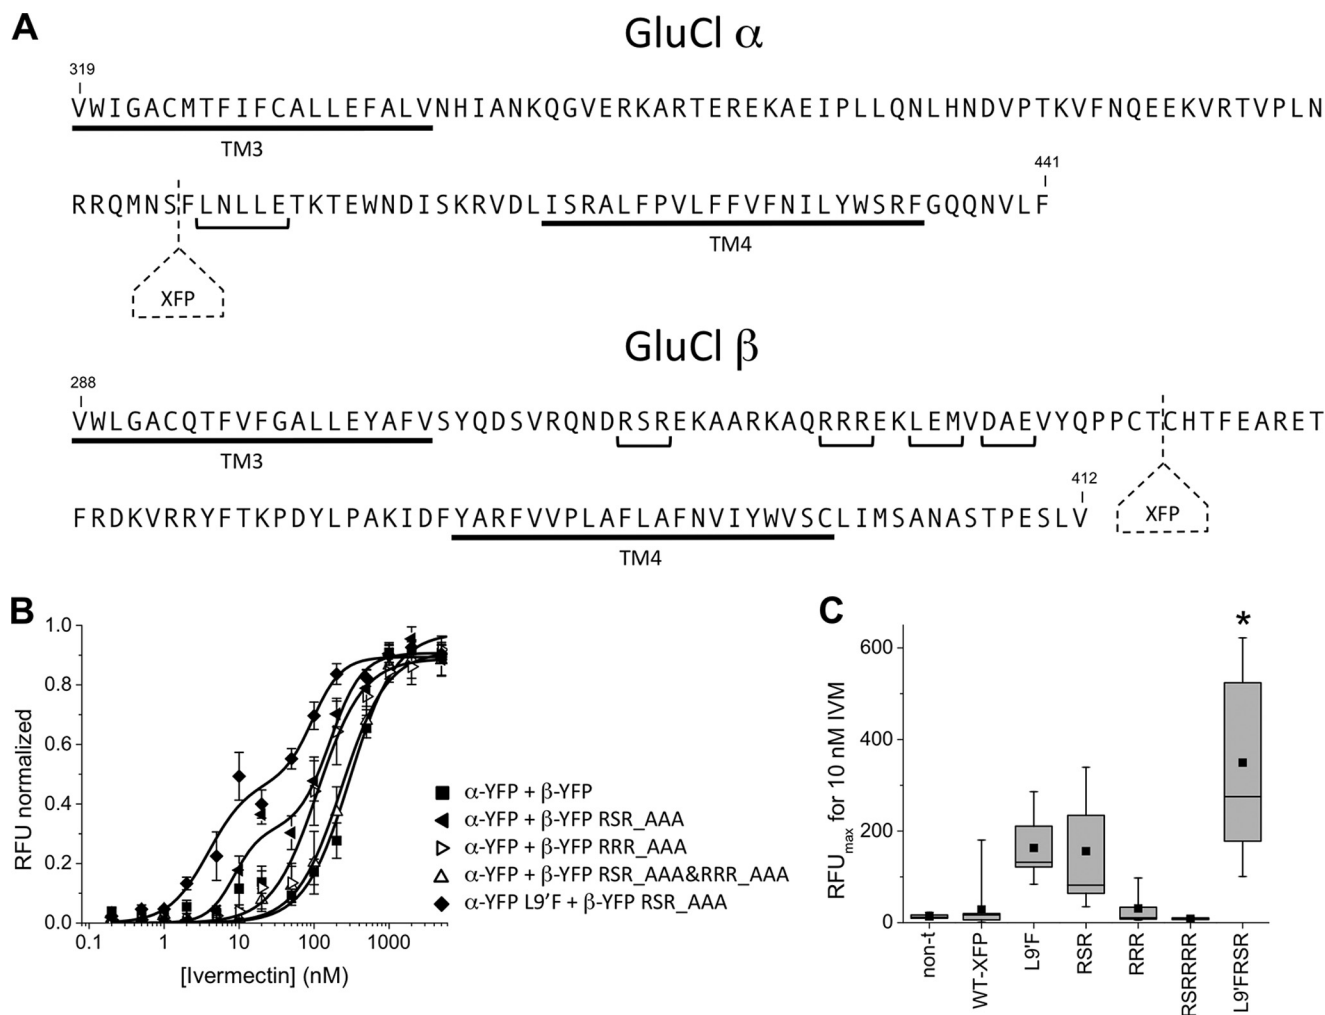 A
GluCl α
319
VWIGACMTFIFCALLEFALVNHIANKQGVERKARTEREKAEIPLLQNLHNDVPTKVFNQEEKVRTVPLN
TM3
441
RRQMNSFLNLLETKTEWNDISKRVDLISRALFPVLFFVFNILYWSRFGQQNVLF
TM4
XFP
GluCl β
288
VWLGACQTFVFGALLEYAFVSYQDSVRQNDRSREKAARKAQRRREKLEMVDAEVYQPPCTCHTFEARET
TM3
412
FRDKVRRYFTKPDYLPAKIDFYARFVVPLAFLAFNVIYWVSCLIMSANASTPESLV
XFP
TM4
B
1.0
0.8
0.6
0.4
0.2
0.0
RFU normalized
0.1 1 10 100 1000
[Ivermectin] (nM)
α-YFP + β-YFP
α-YFP + β-YFP RSR_AAA
α-YFP + β-YFP RRR_AAA
α-YFP + β-YFP RSR_AAA&RRR_AAA
α-YFP L9'F + β-YFP RSR_AAA
C
*
600
400
200
0
RFUmax for 10 nM IVM
non-t
WT-XFP
L9'F
RSR
RRR
RSRRRR
L9'FRSR